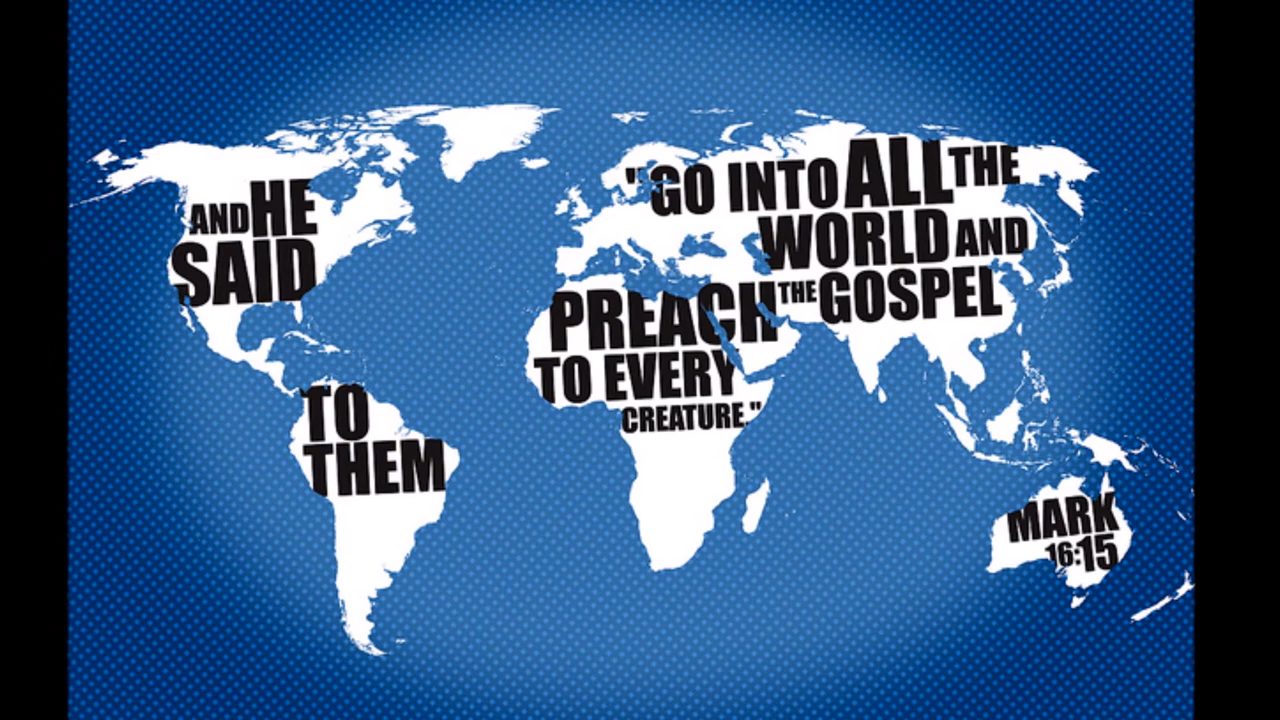 AND HE
SAID
TO
THEM
"GO INTO ALL THE
WORLD AND
PREACH THE GOSPEL
TO EVERY
CREATURE."
MARK
16:15